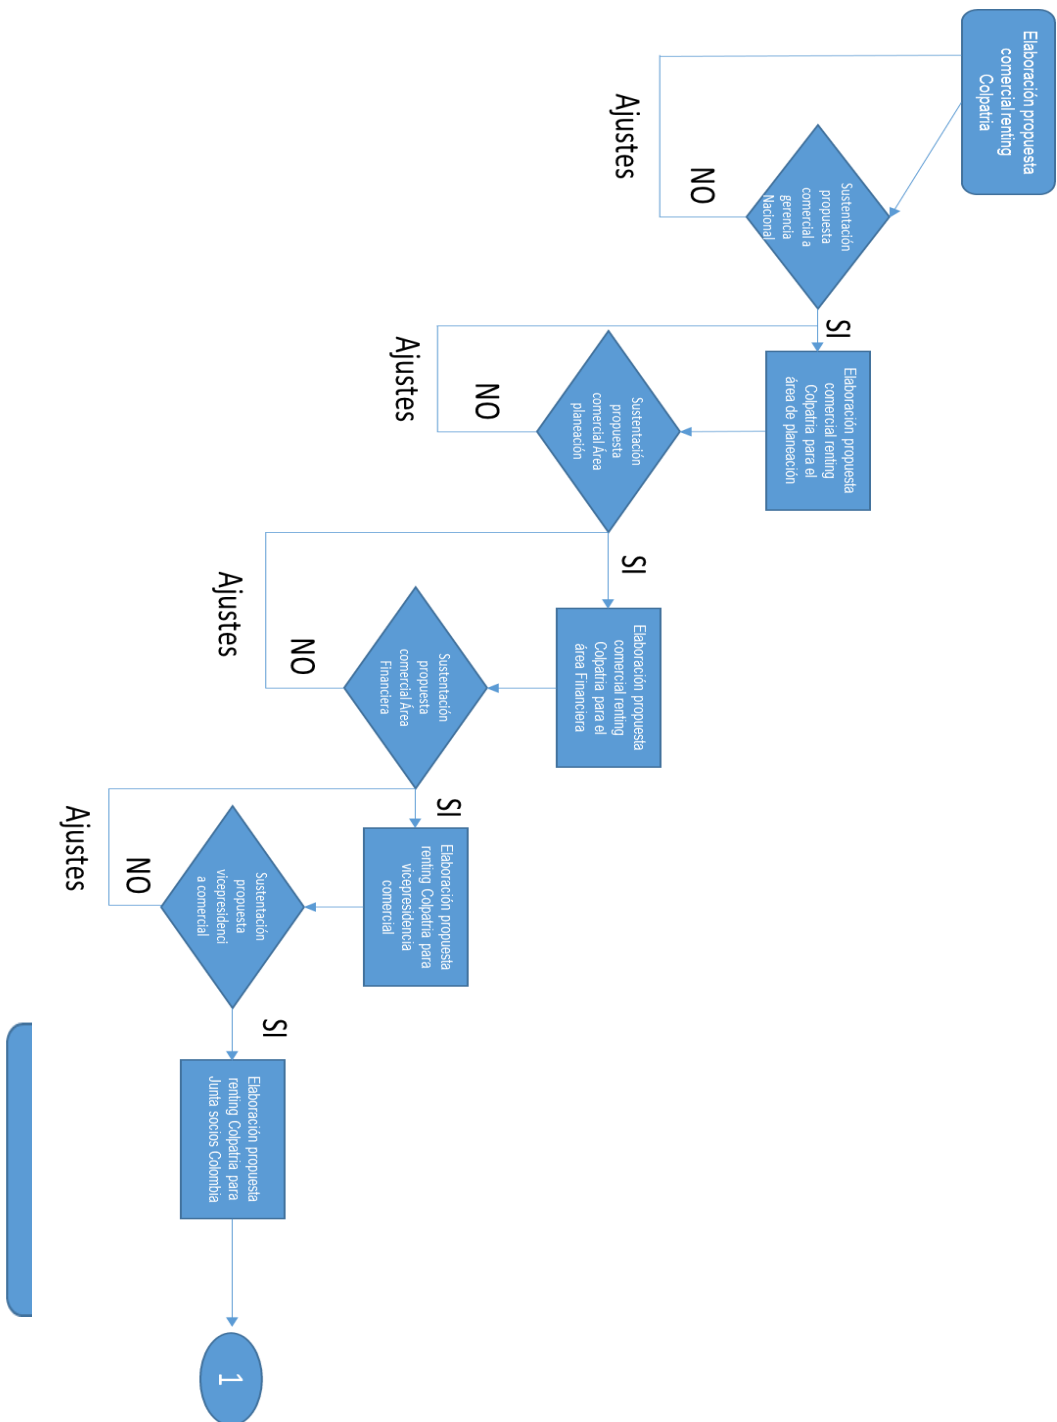 Elaboración propuesta
comercial renting
Colpatria
Sustentación
propuesta
comercial a
gerencia
Nacional
NO
Ajustes
SI
Elaboración propuesta
comercial renting
Colpatria para el
área de planeación
Sustentación
propuesta
comercial Área
planeación
NO
Ajustes
SI
Elaboración propuesta
comercial renting
Colpatria para el
área Financiera
Sustentación
propuesta
comercial Área
Financiera
NO
Ajustes
SI
Elaboración propuesta
renting Colpatria para
vicepresidencia
comercial
Sustentación
propuesta
vicepresidenci
a comercial
NO
Ajustes
SI
Elaboración propuesta
renting Colpatria para
Junta socios Colombia
1